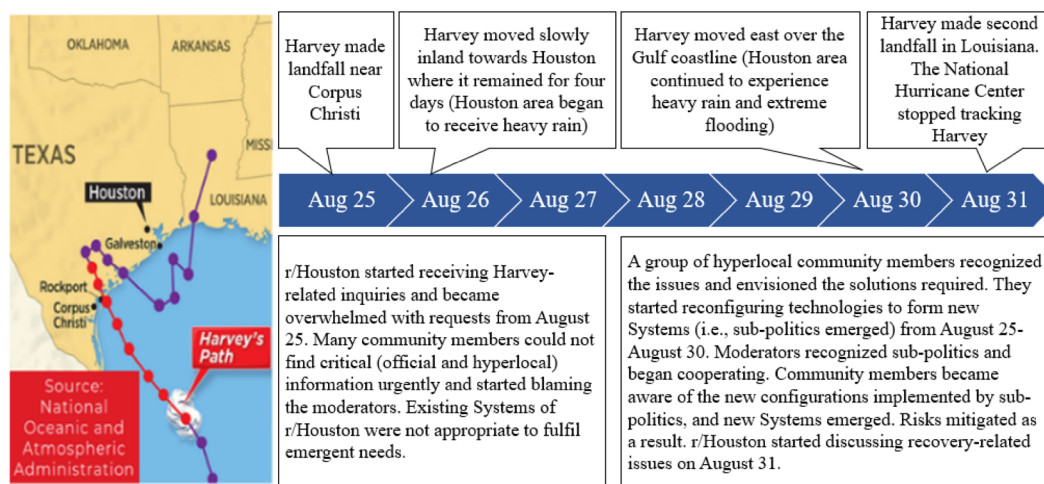 OKLAHOMA
ARKANSAS
TEXAS
MISSI
LOUISIANA
Houston
Galveston
Rockport
Corpus
Christi
Harvey's
Path
Source:
National
Oceanic and
Atmospheric
Administration
Harvey made
landfall near
Corpus
Christi
Harvey moved slowly
inland towards Houston
where it remained for four
days (Houston area began
to receive heavy rain)
Harvey moved east over the
Gulf coastline (Houston area
continued to experience
heavy rain and extreme
flooding)
Harvey made second
landfall in Louisiana.
The National
Hurricane Center
stopped tracking
Harvey
Aug 25 Aug 26 Aug 27 Aug 28 Aug 29 Aug 30 Aug 31
r/Houston started receiving Harvey-
related inquiries and became
overwhelmed with requests from August
25. Many community members could not
find critical (official and hyperlocal)
information urgently and started blaming
the moderators. Existing Systems of
r/Houston were not appropriate to fulfil
emergent needs.
A group of hyperlocal community members recognized
the issues and envisioned the solutions required. They
started reconfiguring technologies to form new
Systems (i.e., sub-politics emerged) from August 25-
August 30. Moderators recognized sub-politics and
began cooperating. Community members became
aware of the new configurations implemented by sub-
politics, and new Systems emerged. Risks mitigated as
a result. r/Houston started discussing recovery-related
issues on August 31.